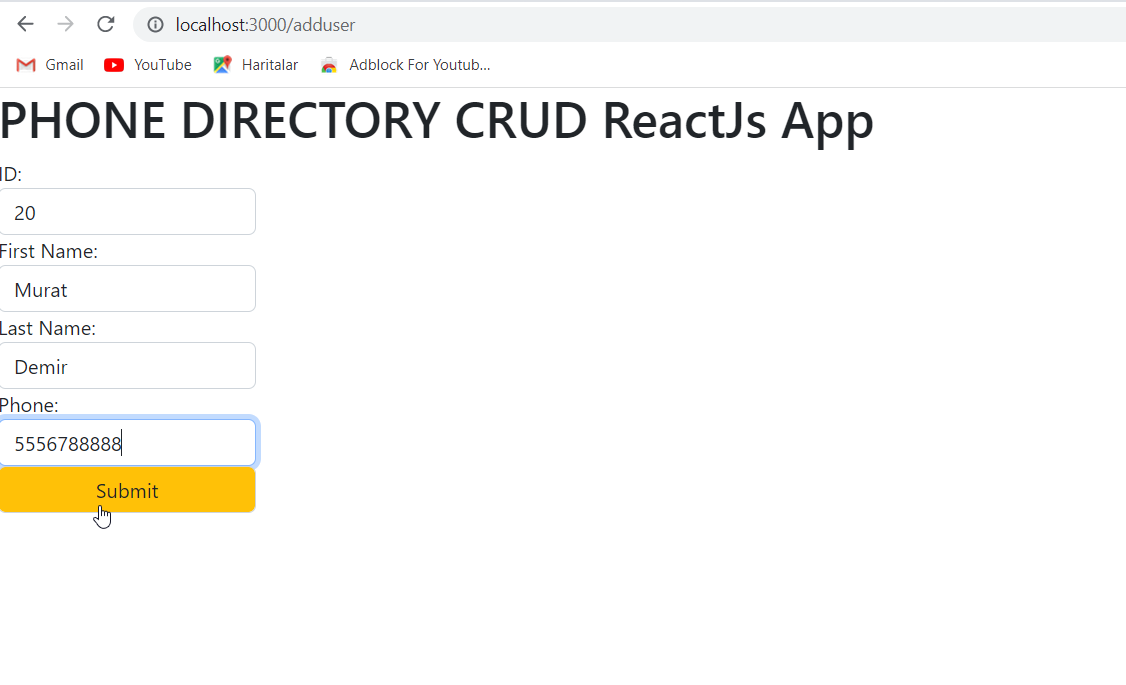 localhost:3000/adduser
Gmail YouTube Haritalar Adblock For Youtub...
PHONE DIRECTORY CRUD ReactJs App
ID:
20
First Name:
Murat
Last Name:
Demir
Phone:
5556788888
Submit